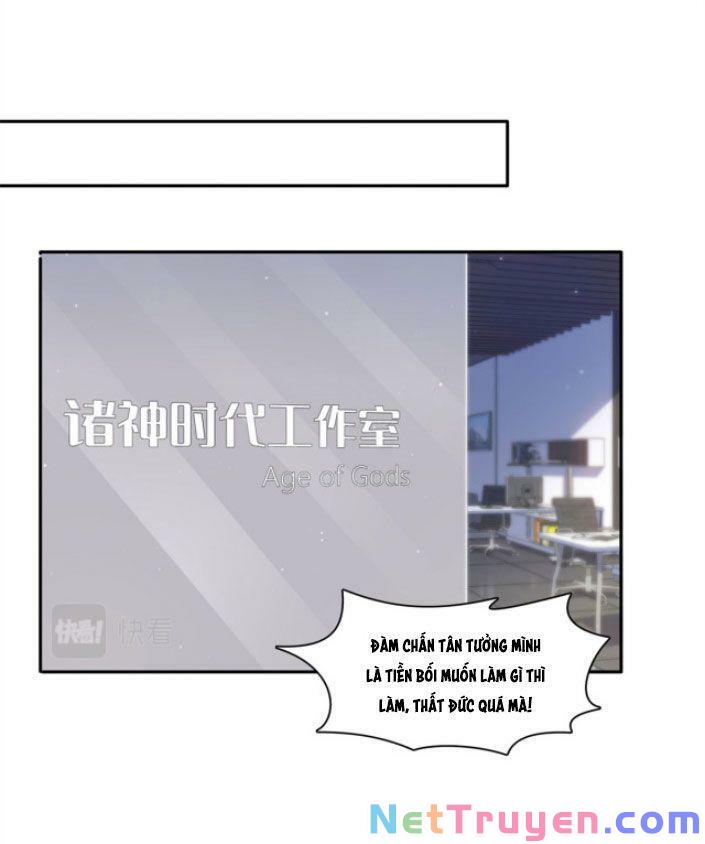 诸神时代工作室
Age of Gods
快看! 快看
ĐÀM CHẤN TÂN TƯỞNG MÌNH
LÀ TIỀN BỐI MUỐN LÀM GÌ THÌ
LÀM, THẤT ĐỨC QUÁ MÀ!
NetTruyen.com